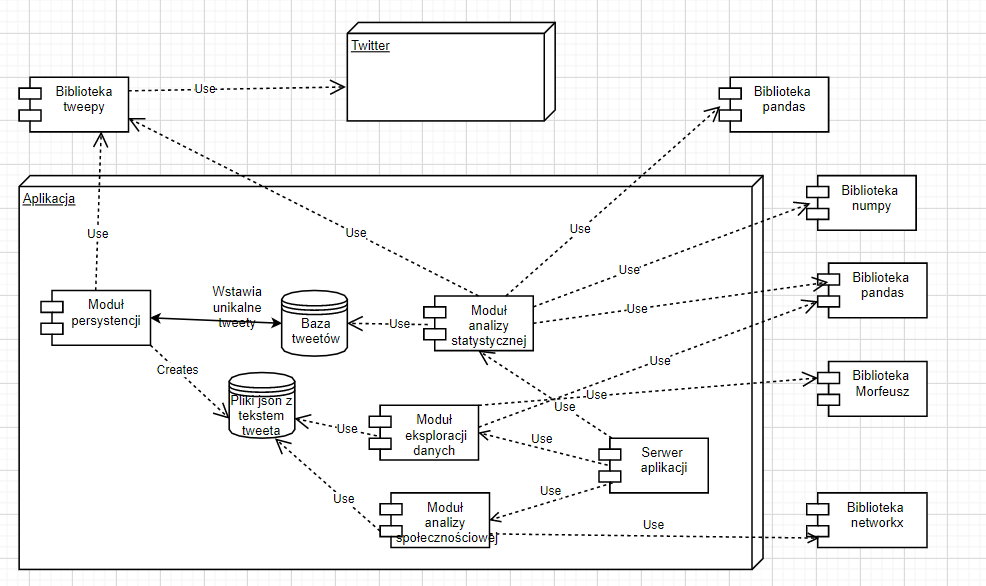 Twitter
Biblioteka
tweepy
Use
Biblioteka
pandas
Aplikacja
Biblioteka
numpy
Use
Use
Use
Use
Biblioteka
pandas
Moduł
persystencji
Wstawia
unikalne
tweety
Baza
tweetów
Use
Moduł
analizy
statystycznej
Use
Creates
Use
Biblioteka
Morfeusz
Pliki json z
tekstem
tweeta
Use
Moduł
eksploracji
danych
Use
Use
Use
Serwer
aplikacji
Use
Use
Moduł
analizy
społecznościowej
Use
Biblioteka
networkx